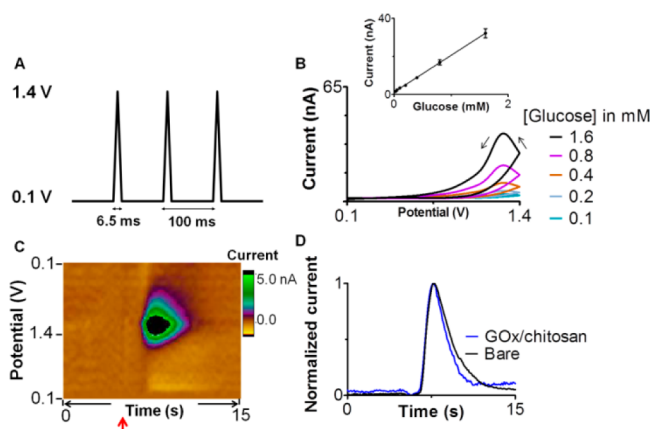 A
1.4 V
0.1 V
6.5 ms
100 ms
B
Current (nA)
40
0
0
2
Glucose (mM)
Current (nA)
65
0.1
Potential (V)
1.4
[Glucose] in mM
1.6
0.8
0.4
0.2
0.1
C
Current
5.0 nA
0.0
Potential (V)
0.1
1.4
0.1
0
Time (s)
15
D
Normalized current
1
0
0
Time (s)
15
GOx/chitosan
Bare